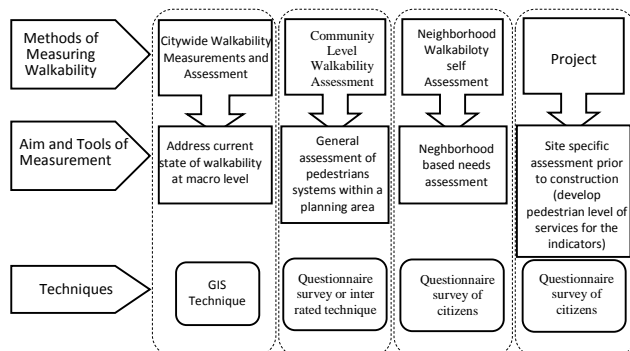 Methods of
Measuring
Walkability
Citywide Walkability
Measurements and
Assessment
Community
Level
Walkability
Assessment
Neighborhood
Walkabiloty
self
Assessment
Project
Aim and Tools of
Measurement
Address current
state of walkability
at macro level
General
assessment of
pedestrians
systems within a
planning area
Neghborhood
based needs
assessment
Site specific
assessment prior
to construction
(develop
pedestrian level of
services for the
indicators)
Techniques
GIS
Technique
Questionnaire
survey or inter
rated technique
Questionnaire
survey of
citizens
Questionnaire
survey of
citizens